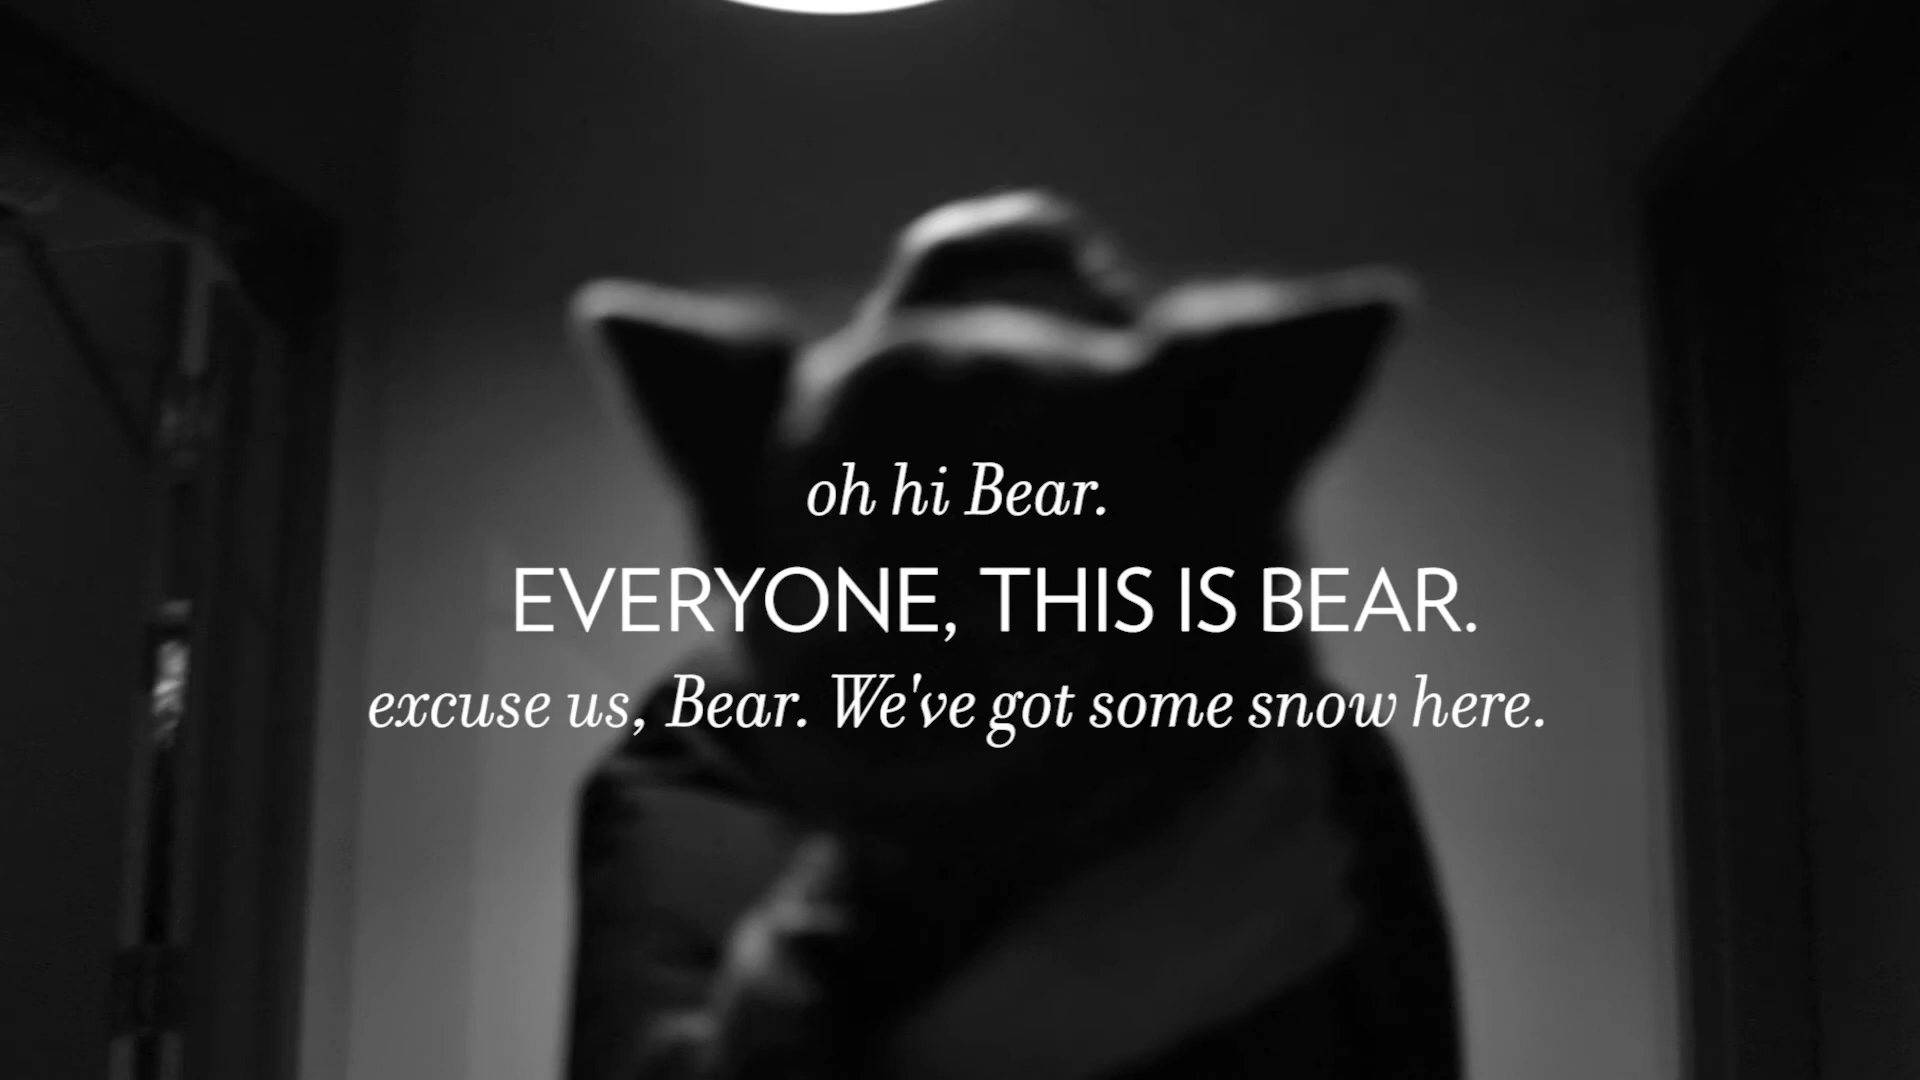 oh hi Bear.
EVERYONE, THIS IS BEAR.
excuse us, Bear. We've got some snow here.